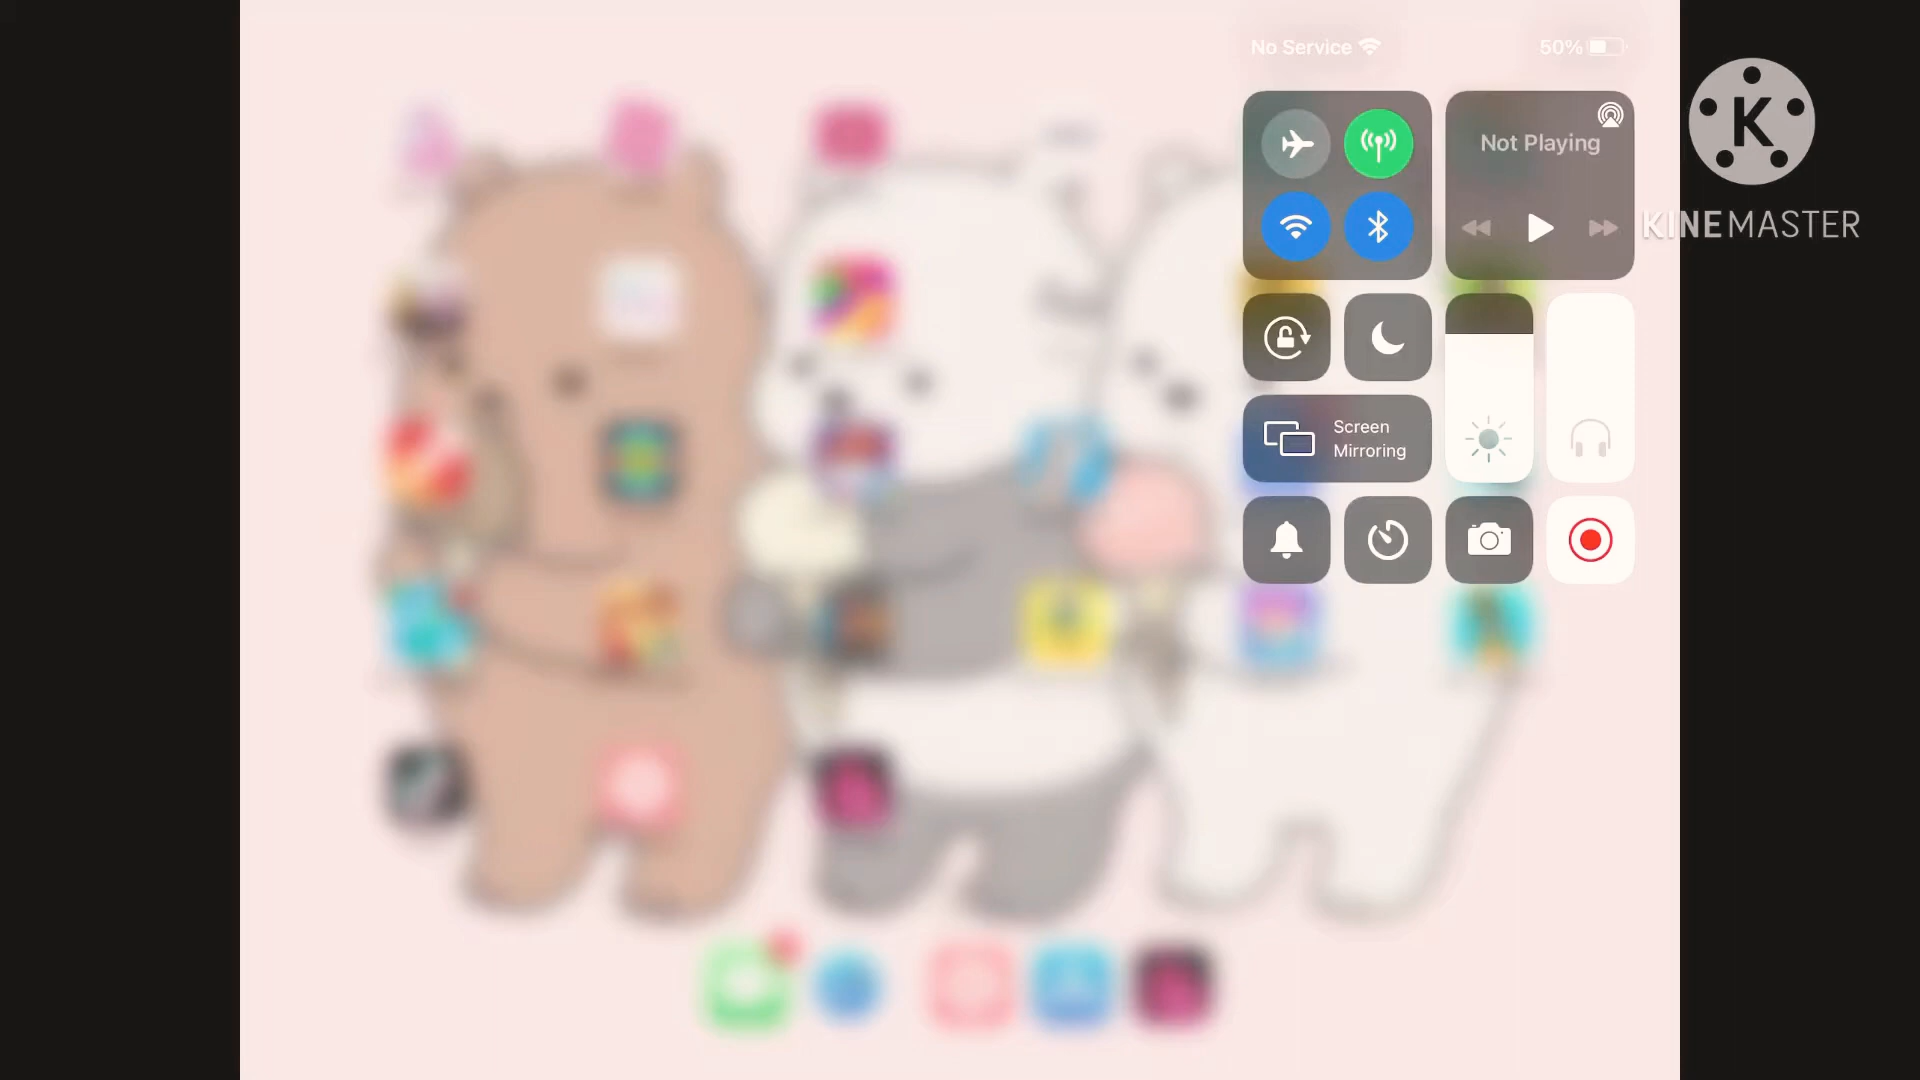 No Service
50%
Not Playing
K
KINEMASTER
Screen
Mirroring